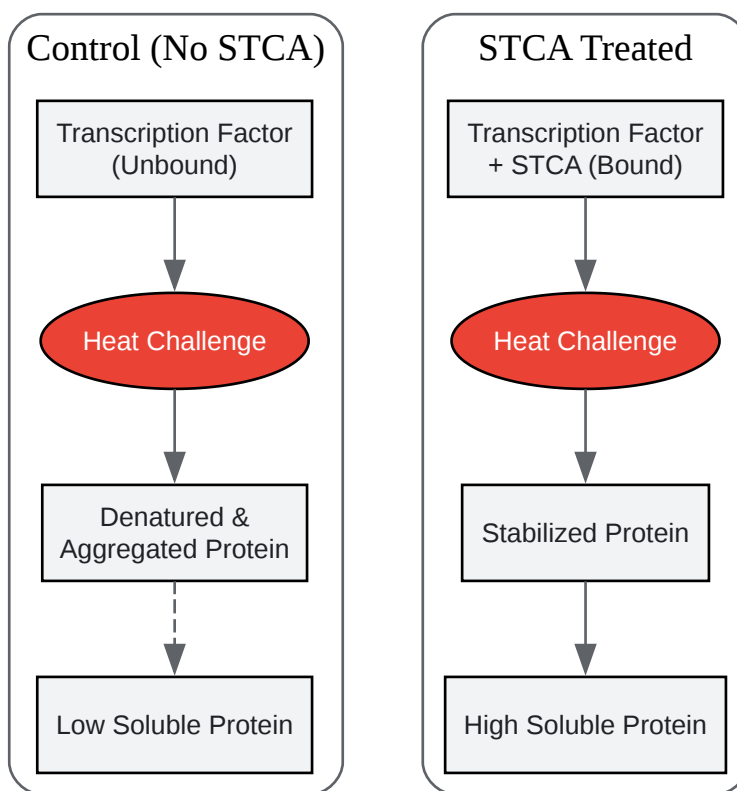 Control (No STCA)
Transcription Factor
(Unbound)
Heat Challenge
Denatured &
Aggregated Protein
Low Soluble Protein
STCA Treated
Transcription Factor
+ STCA (Bound)
Heat Challenge
Stabilized Protein
High Soluble Protein